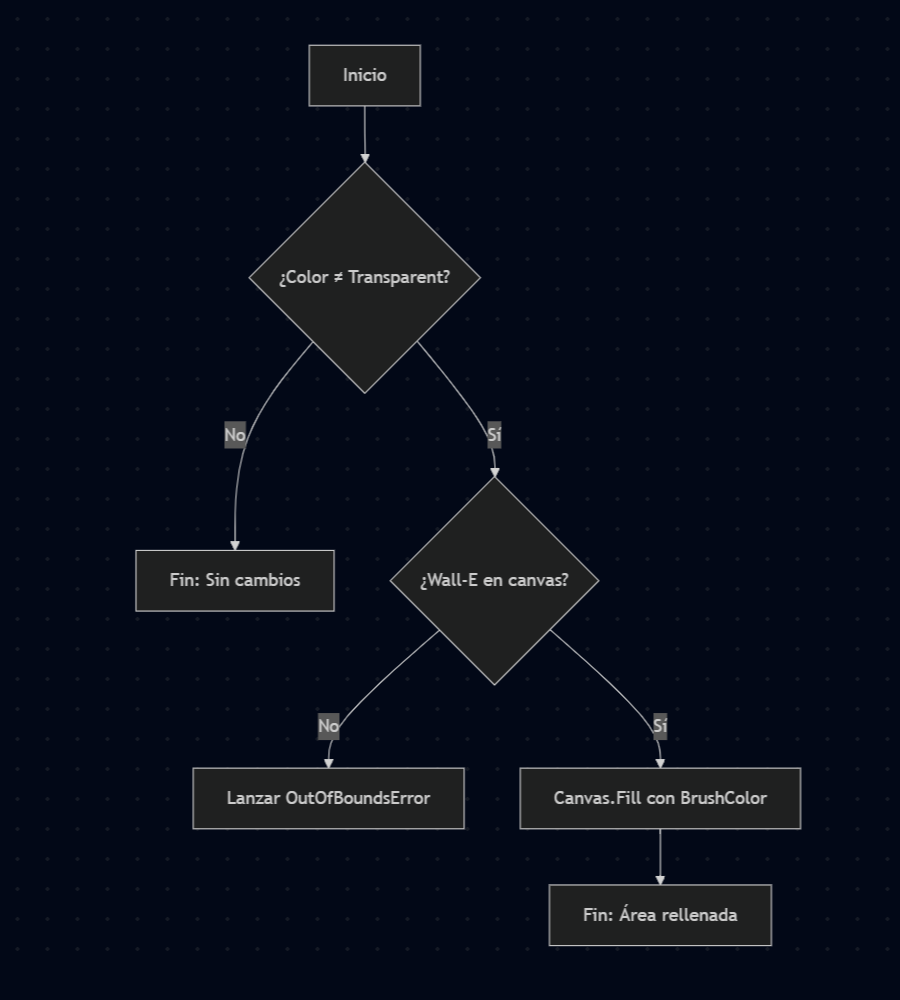 Inicio
¿Color ≠ Transparent?
No
Sí
Fin: Sin cambios
¿Wall-E en canvas?
No
Sí
Lanzar OutOfBoundsError
Canvas.Fill con BrushColor
Fin: Área rellenada